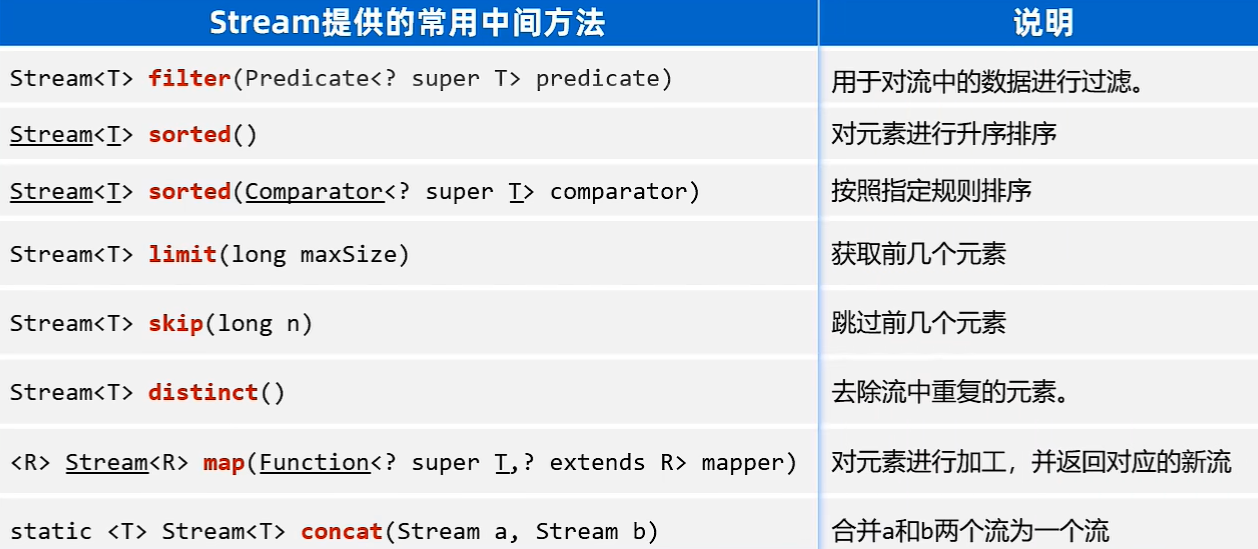 Stream提供的常用中间方法 说明
Stream<T> filter(Predicate<? super T> predicate) 用于对流中的数据进行过滤。
Stream<T> sorted() 对元素进行升序排序
Stream<T> sorted(Comparator<? super T> comparator) 按照指定规则排序
Stream<T> limit(long maxSize) 获取前几个元素
Stream<T> skip(long n) 跳过前几个元素
Stream<T> distinct() 去除流中重复的元素。
<R> Stream<R> map(Function<? super T,? extends R> mapper) 对元素进行加工，并返回对应的新流
static <T> Stream<T> concat(Stream a, Stream b) 合并a和b两个流为一个流